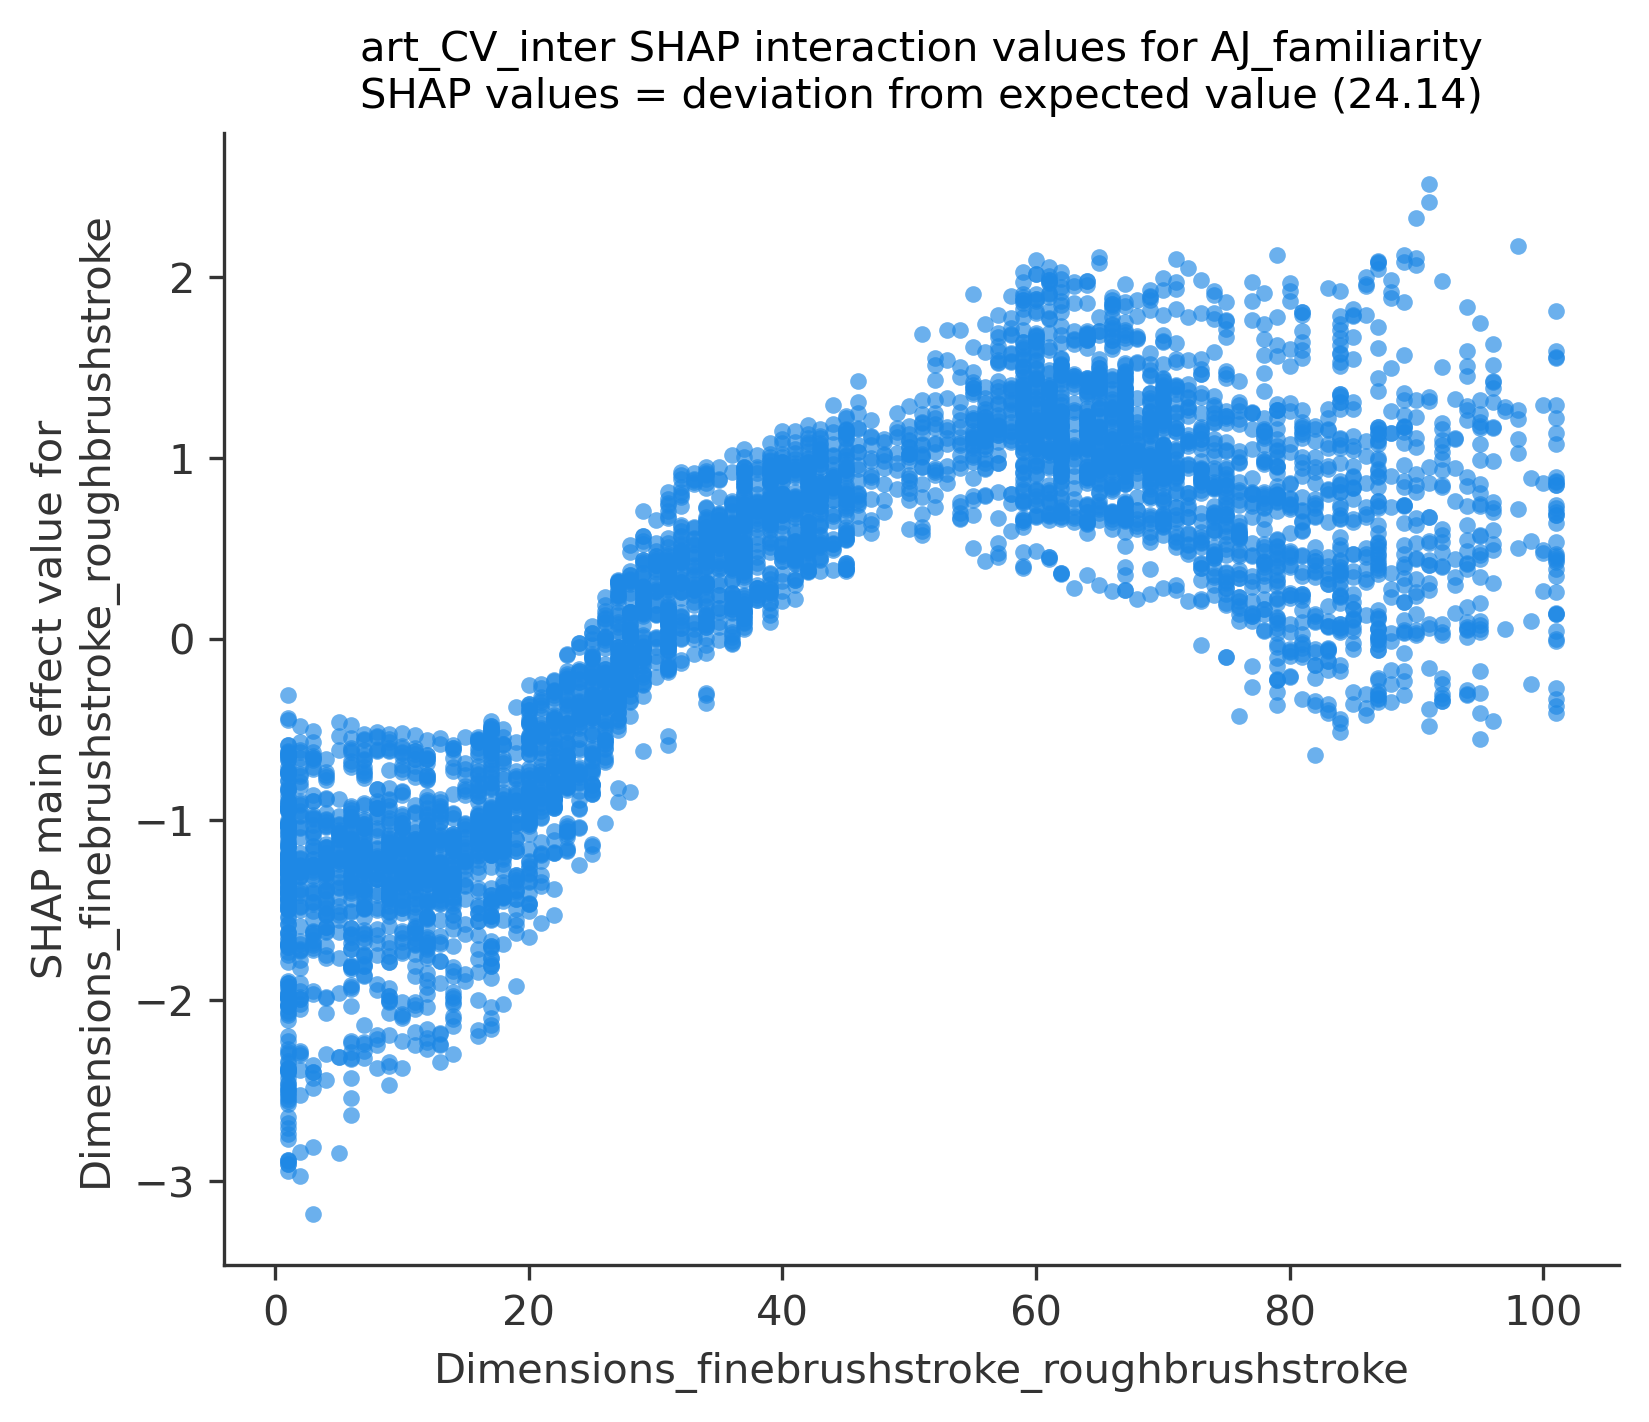 art_CV_inter SHAP interaction values for AJ_familiarity
SHAP values = deviation from expected value (24.14)
SHAP main effect value for
Dimensions_finebrushstroke_roughbrushstroke
2
1
0
−1
−2
−3
0
20
40
60
80
100
Dimensions_finebrushstroke_roughbrushstroke